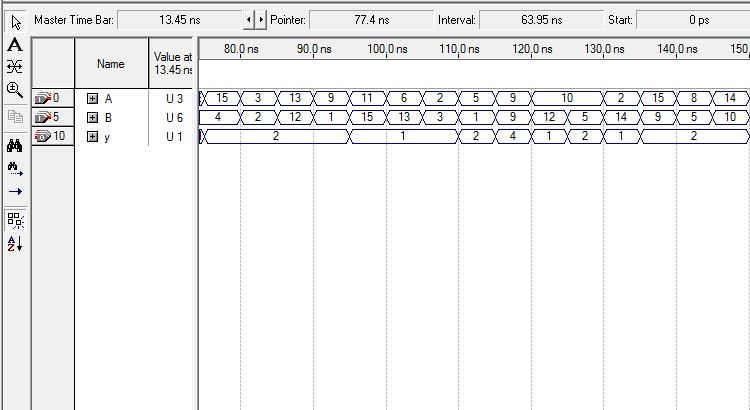 Master Time Bar: 13.45 ns Pointer: 77.4 ns Interval: 63.95 ns Start: 0 ps
Name Value at 13.45 ns 80.0 ns 90.0 ns 100.0 ns 110.0 ns 120.0 ns 130.0 ns 140.0 ns 150.
0 A U 3 15 3 13 9 11 6 2 5 9 10 2 15 8 14
5 B U 6 4 2 12 1 15 13 3 1 9 12 5 14 9 5 10
10 y U 1 2 1 2 4 1 2 1 2